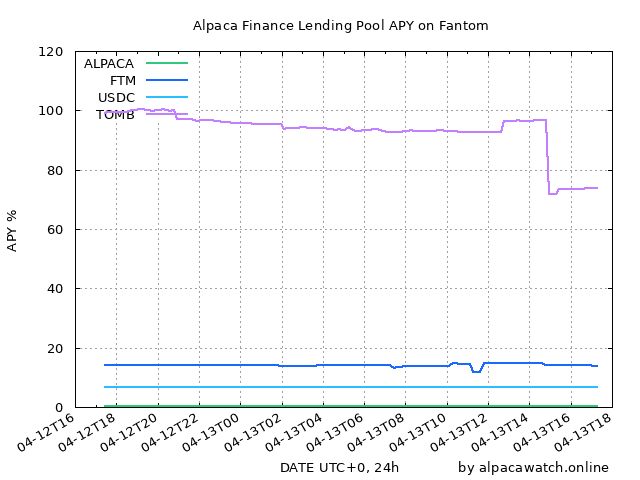 Alpaca Finance Lending Pool APY on Fantom
120
100
80
60
40
20
0
APY %
ALPACA
FTM
USDC
TOMB
04-12T16
04-12T18
04-12T20
04-12T22
04-13T00
04-13T02
04-13T04
04-13T06
04-13T08
04-13T10
04-13T12
04-13T14
04-13T16
04-13T18
DATE UTC+0, 24h
by alpacawatch.online